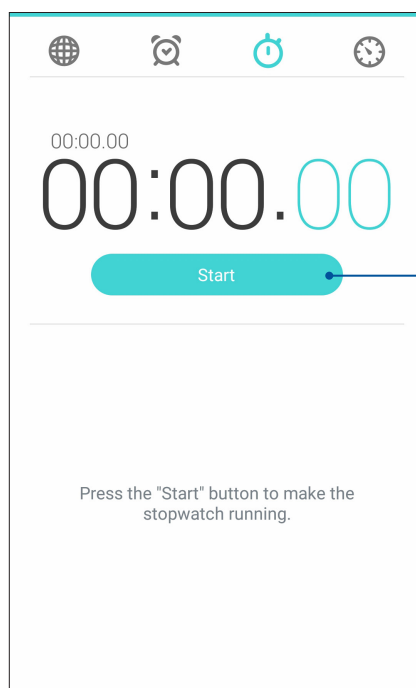 00:00.00
00:00.00
Start
Press the "Start" button to make the
stopwatch running.